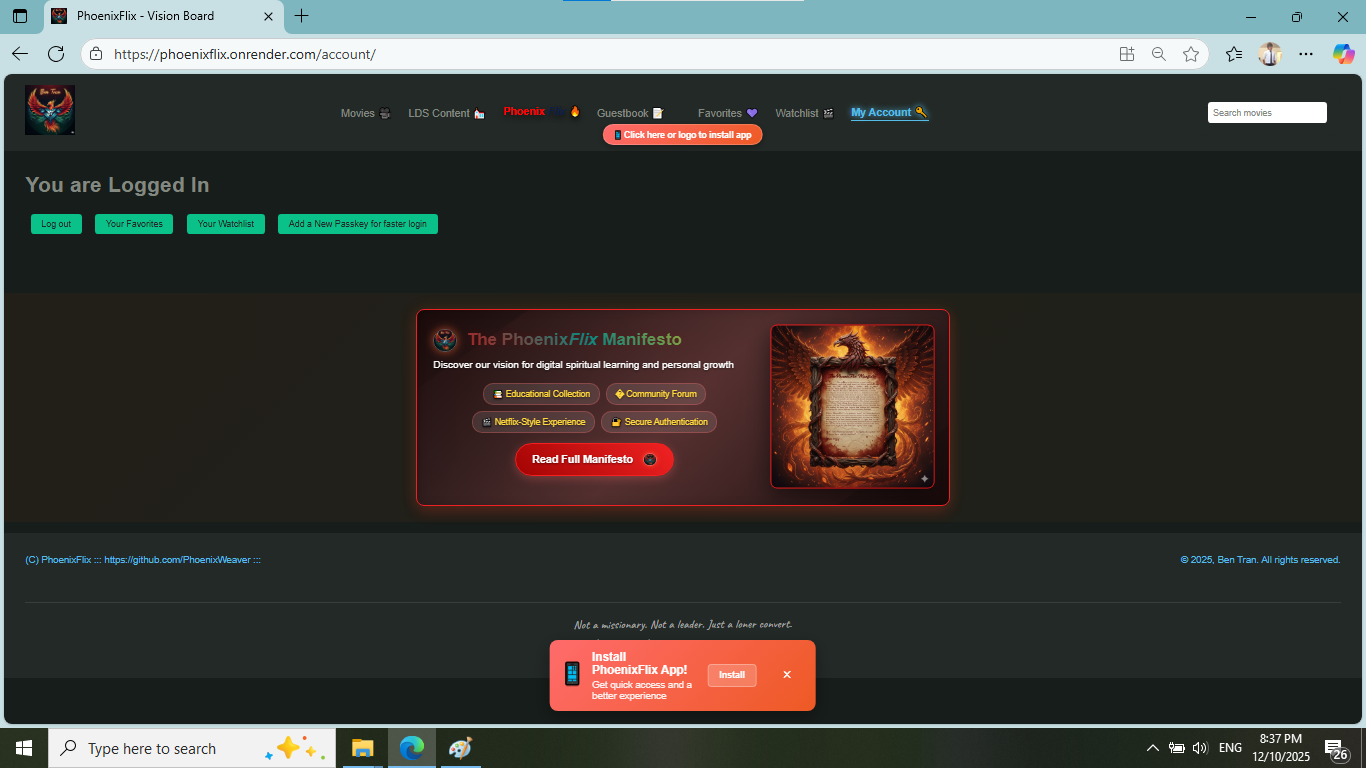 PhoenixFlix - Vision Board
https://phoenixflix.onrender.com/account/
Ben Tran
Movies
LDS Content
Phoenix
Guestbook
Favorites
Watchlist
My Account
Search movies
Click here or logo to install app
You are Logged In
Log out
Your Favorites
Your Watchlist
Add a New Passkey for faster login
The PhoenixFlix Manifesto
Discover our vision for digital spiritual learning and personal growth
Educational Collection
� Community Forum
Netflix-Style Experience
Secure Authentication
Read Full Manifesto
(C) PhoenixFlix ::: https://github.com/PhoenixWeaver :::
© 2025, Ben Tran. All rights reserved.
Not a missionary. Not a leader. Just a loner convert.
Install
PhoenixFlix App!
Get quick access and a
better experience
Install
Type here to search
ENG
8:37 PM
12/10/2025
26